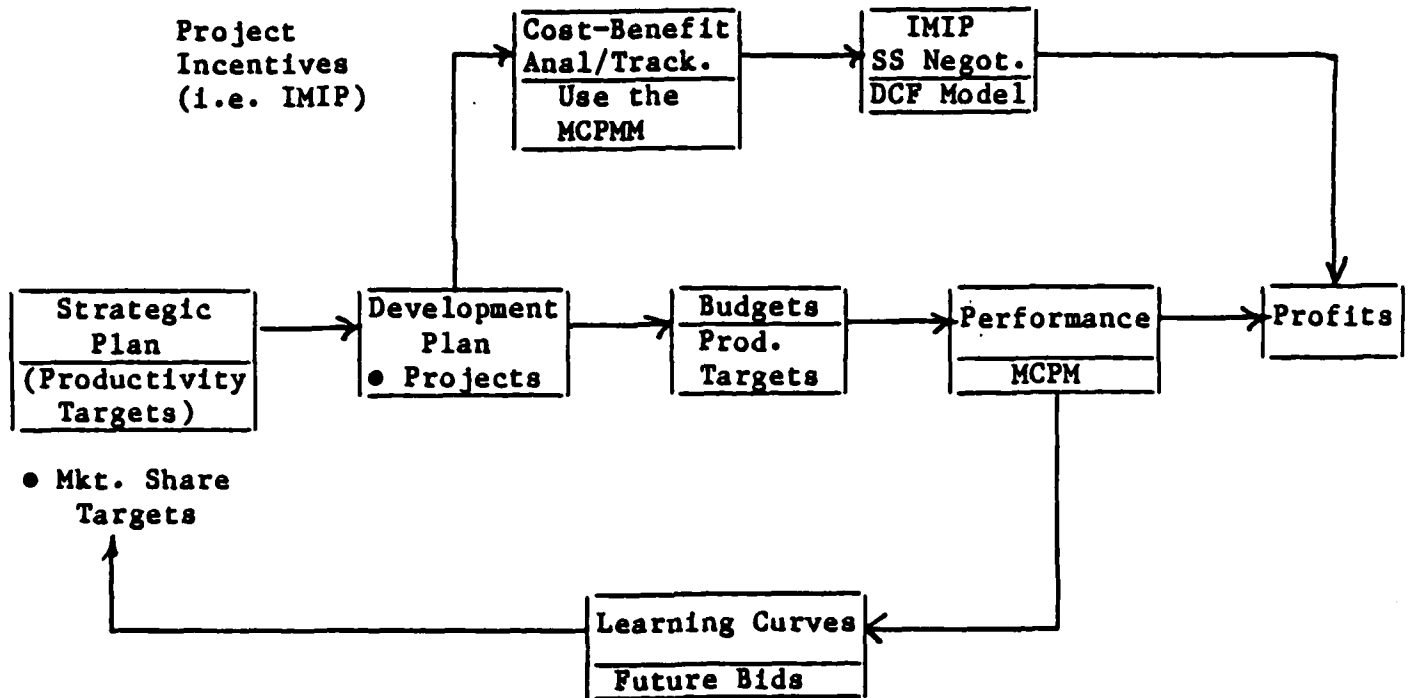 Project
Incentives
(i.e. IMIP)
Cost-Benefit
Anal/Track.
Use the
MCPMM
IMIP
SS Negot.
DCF Model
Strategic
Plan
(Productivity
Targets)
● Mkt. Share
Targets
Development
Plan
● Projects
Budgets
Prod.
Targets
Performance
MCPM
Profits
Learning Curves
Future Bids